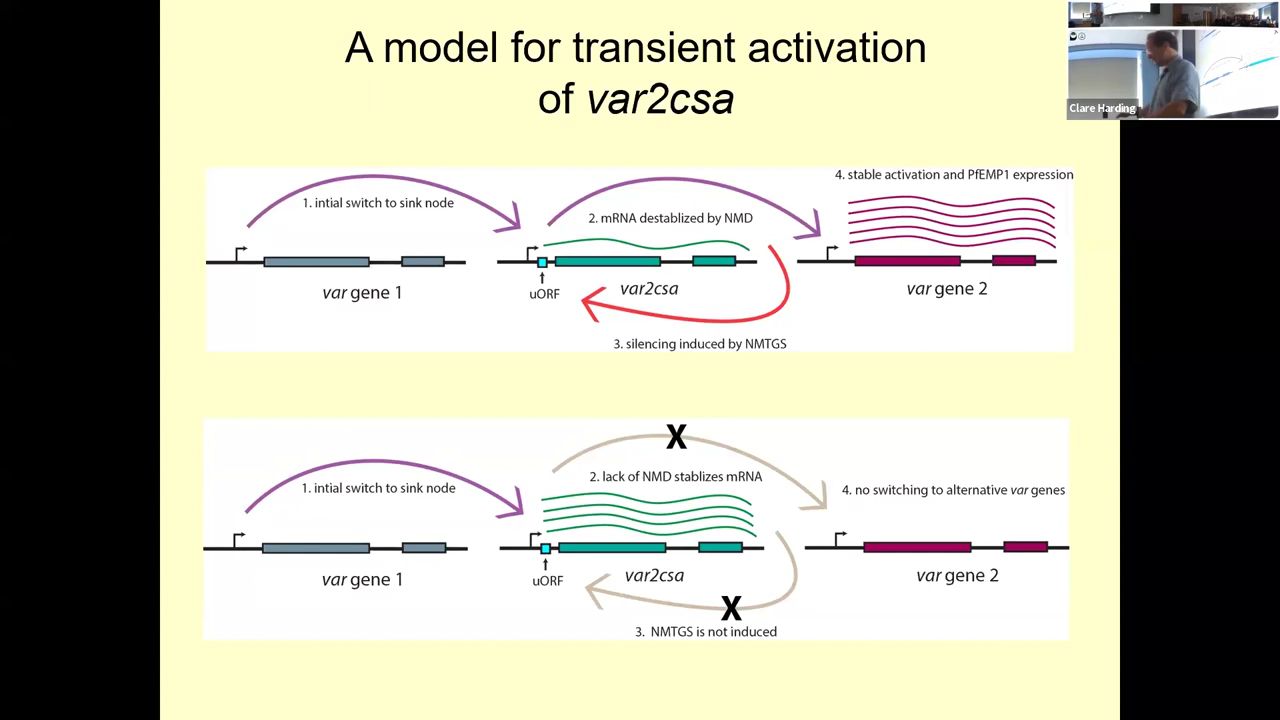 A model for transient activation
of var2csa
Clare Harding
4. stable activation and PfEMP1 expression
1. intial switch to sink node
2. mRNA destablized by NMD
uORF
var gene 1
var2csa
var gene 2
3. silencing induced by NMTGS
X
1. intial switch to sink node
2. lack of NMD stablizes mRNA
4. no switching to alternative var genes
uORF
var gene 1
var2csa
var gene 2
X
3. NMTGS is not induced